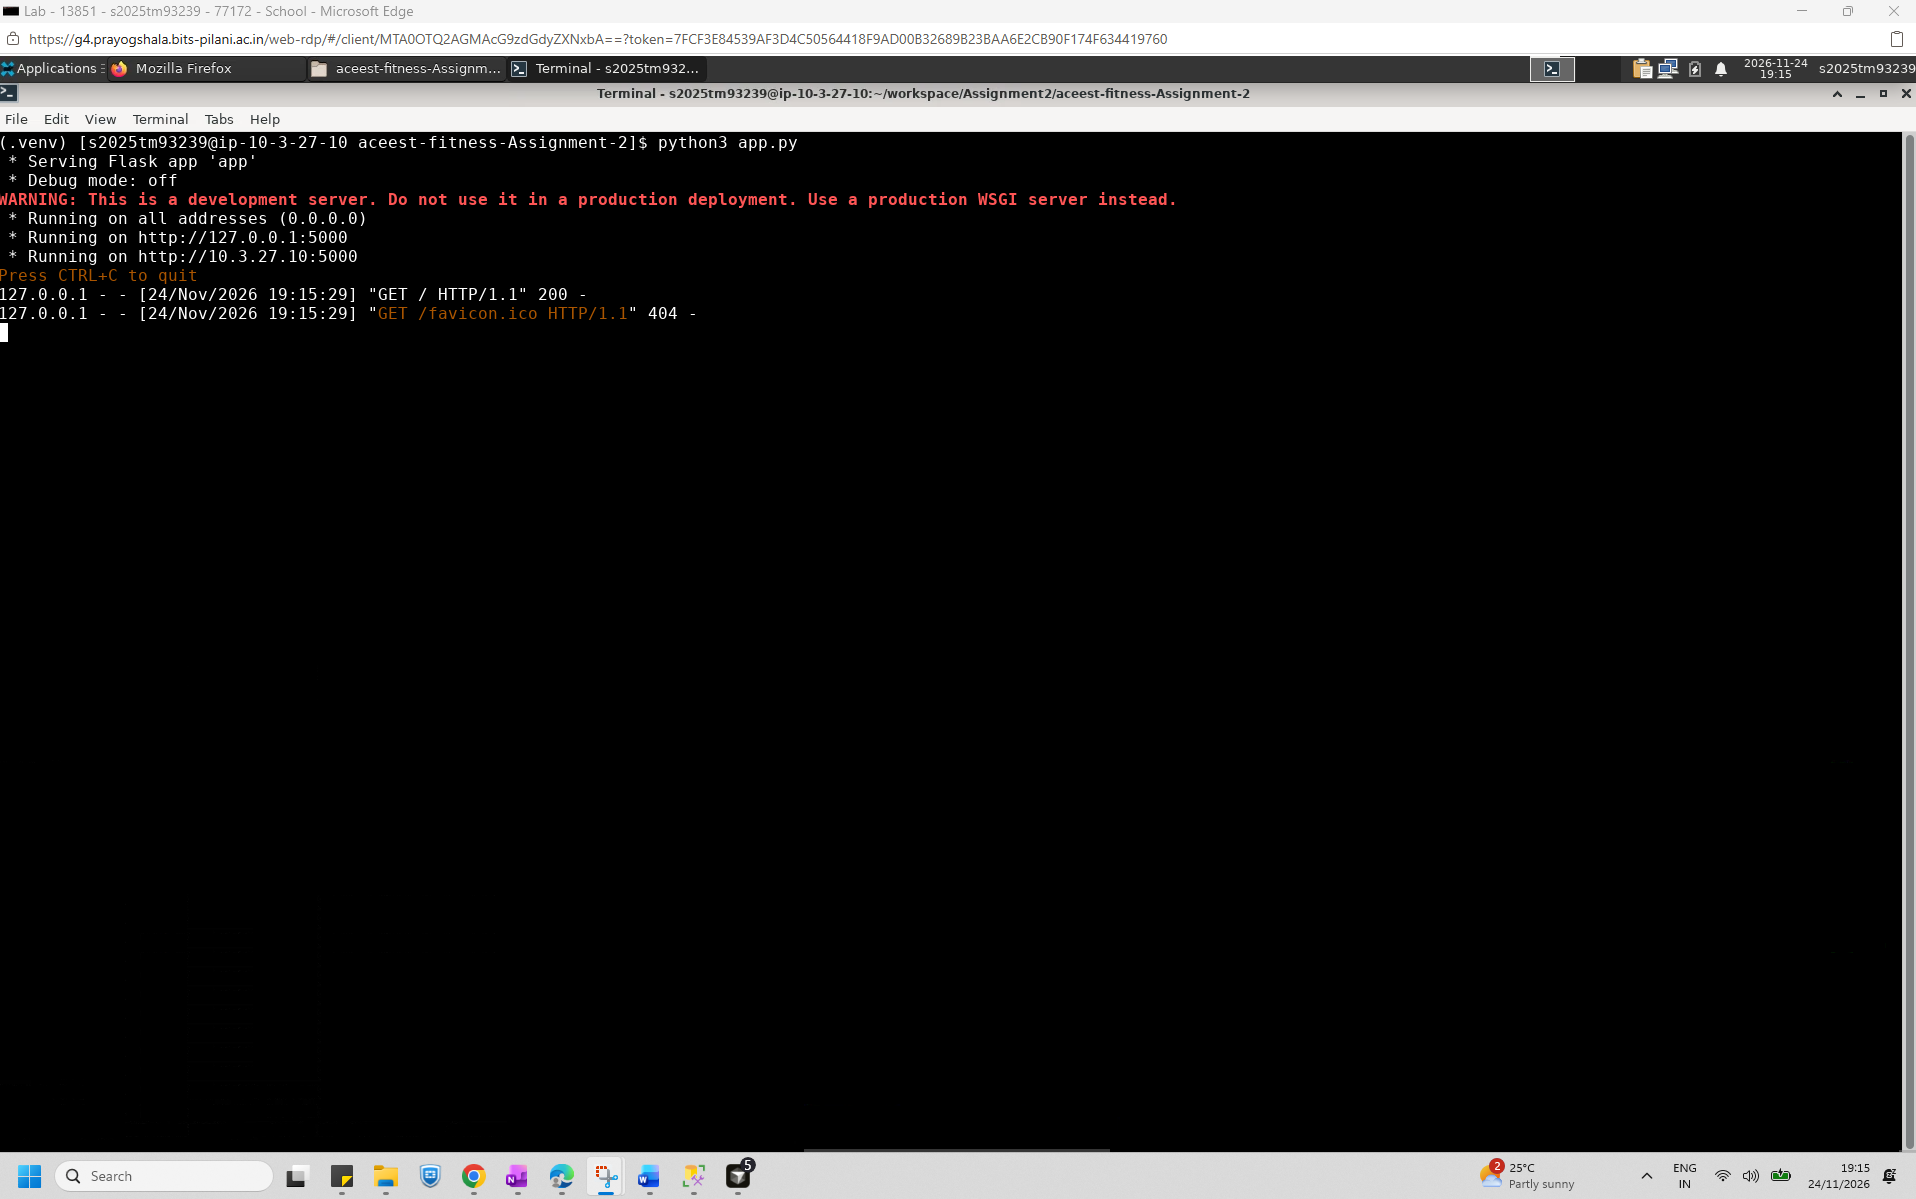 Lab - 13851 - s2025tm93239 - 77172 - School - Microsoft Edge
https://g4.prayogshala.bits-pilani.ac.in/web-rdp/#/client/MTA0OTQ2AGMAcG9zdGdyZXNxbA==?token=7FCF3E84539AF3D4C50564418F9AD00B32689B23BAA6E2CB90F174F634419760
Applications Mozilla Firefox aceest-fitness-Assignm... Terminal - s2025tm932... 2026-11-24 s2025tm93239
19:15
Terminal - s2025tm93239@ip-10-3-27-10:~/workspace/Assignment2/aceest-fitness-Assignment-2
File Edit View Terminal Tabs Help
(.venv) [s2025tm93239@ip-10-3-27-10 aceest-fitness-Assignment-2]$ python3 app.py
* Serving Flask app 'app'
* Debug mode: off
WARNING: This is a development server. Do not use it in a production deployment. Use a production WSGI server instead.
* Running on all addresses (0.0.0.0)
* Running on http://127.0.0.1:5000
* Running on http://10.3.27.10:5000
Press CTRL+C to quit
127.0.0.1 - - [24/Nov/2026 19:15:29] "GET / HTTP/1.1" 200 -
127.0.0.1 - - [24/Nov/2026 19:15:29] "GET /favicon.ico HTTP/1.1" 404 -
Search 5 2 25°C ENG 19:15
Partly sunny IN 24/11/2026